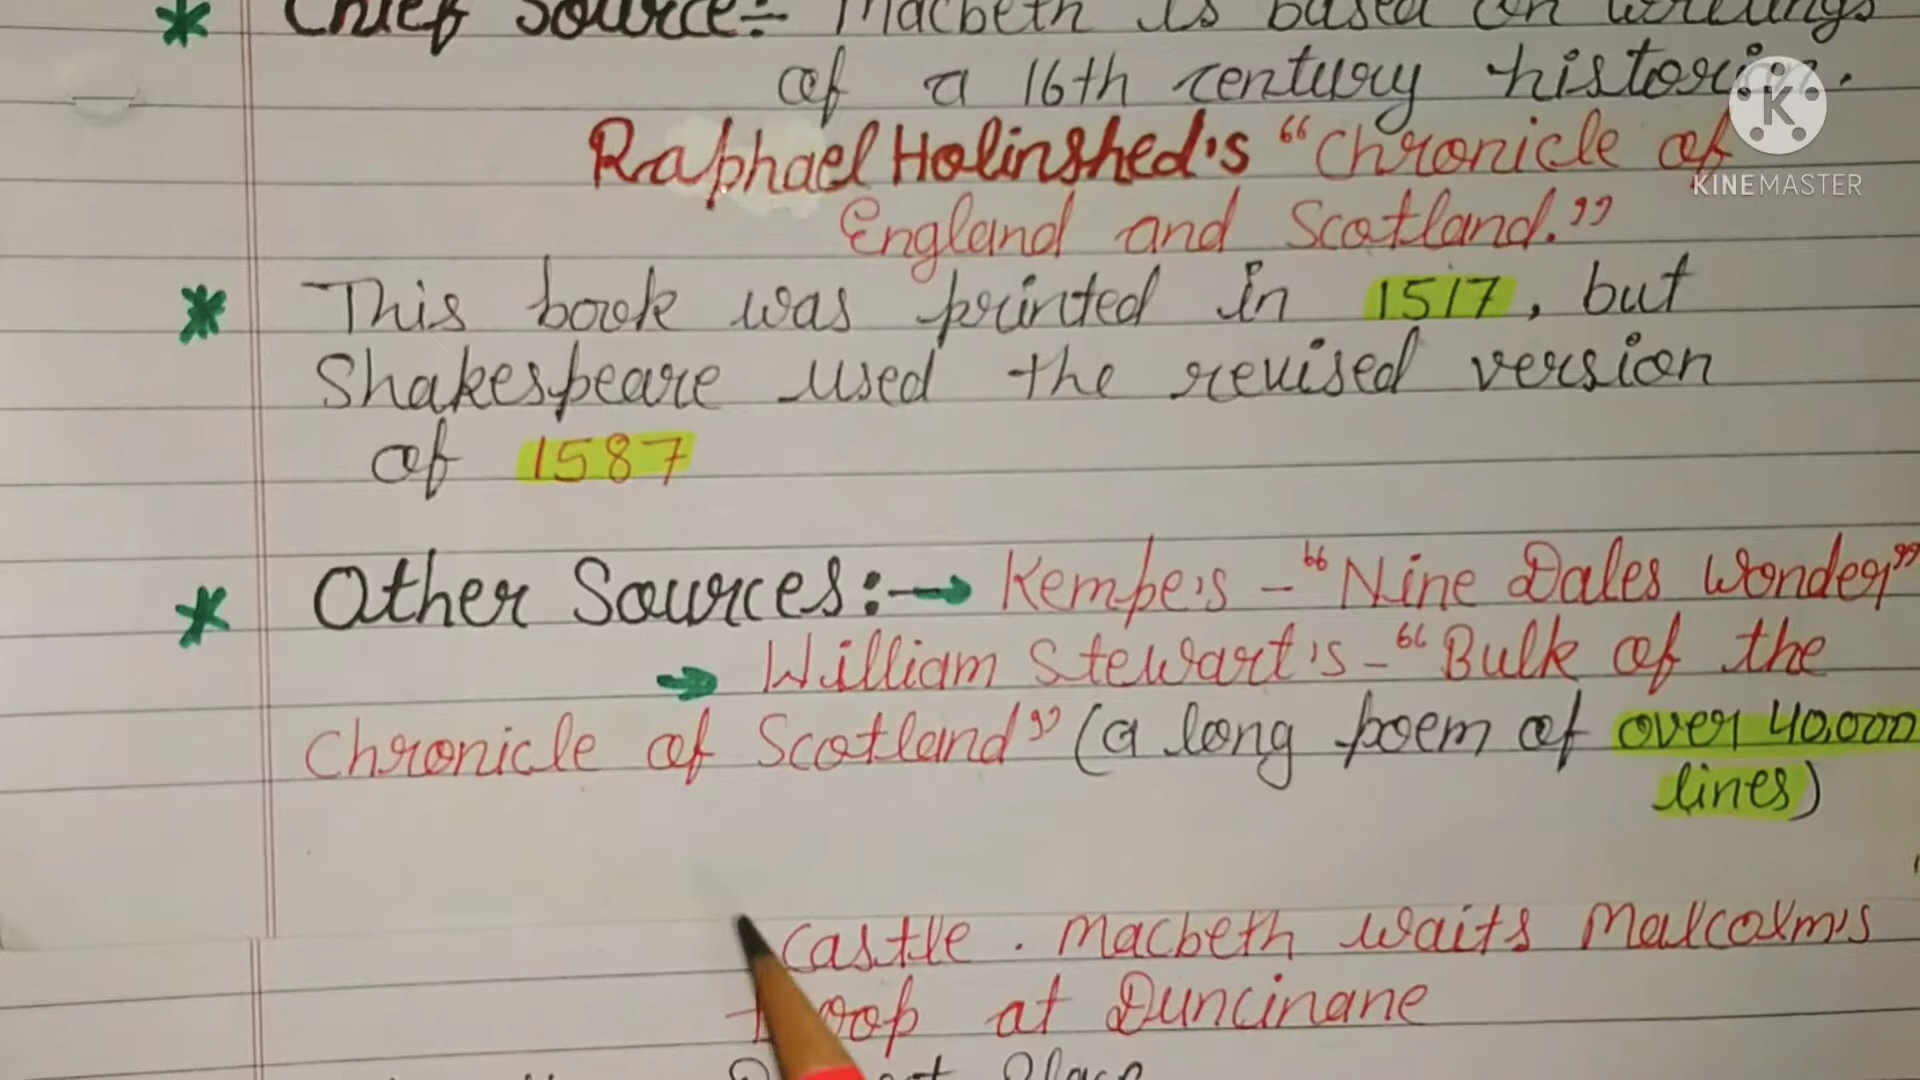 Chief Source:- Macbeth is based on writings
of a 16th century historian.
Raphael Holinshed's "Chronicle of
England and Scotland."
This book was printed in 1517, but
Shakespeare used the revised version
of 1587
Other Sources:→ Kempe's - "Nine Dales Wonder"
→ William Stewart's - "Bulk of the
Chronicle of Scotland" (a long poem of over 40,000
lines)
castle. Macbeth waits Malcolm's
troop at Duncinane
Place
K
KINEMASTER